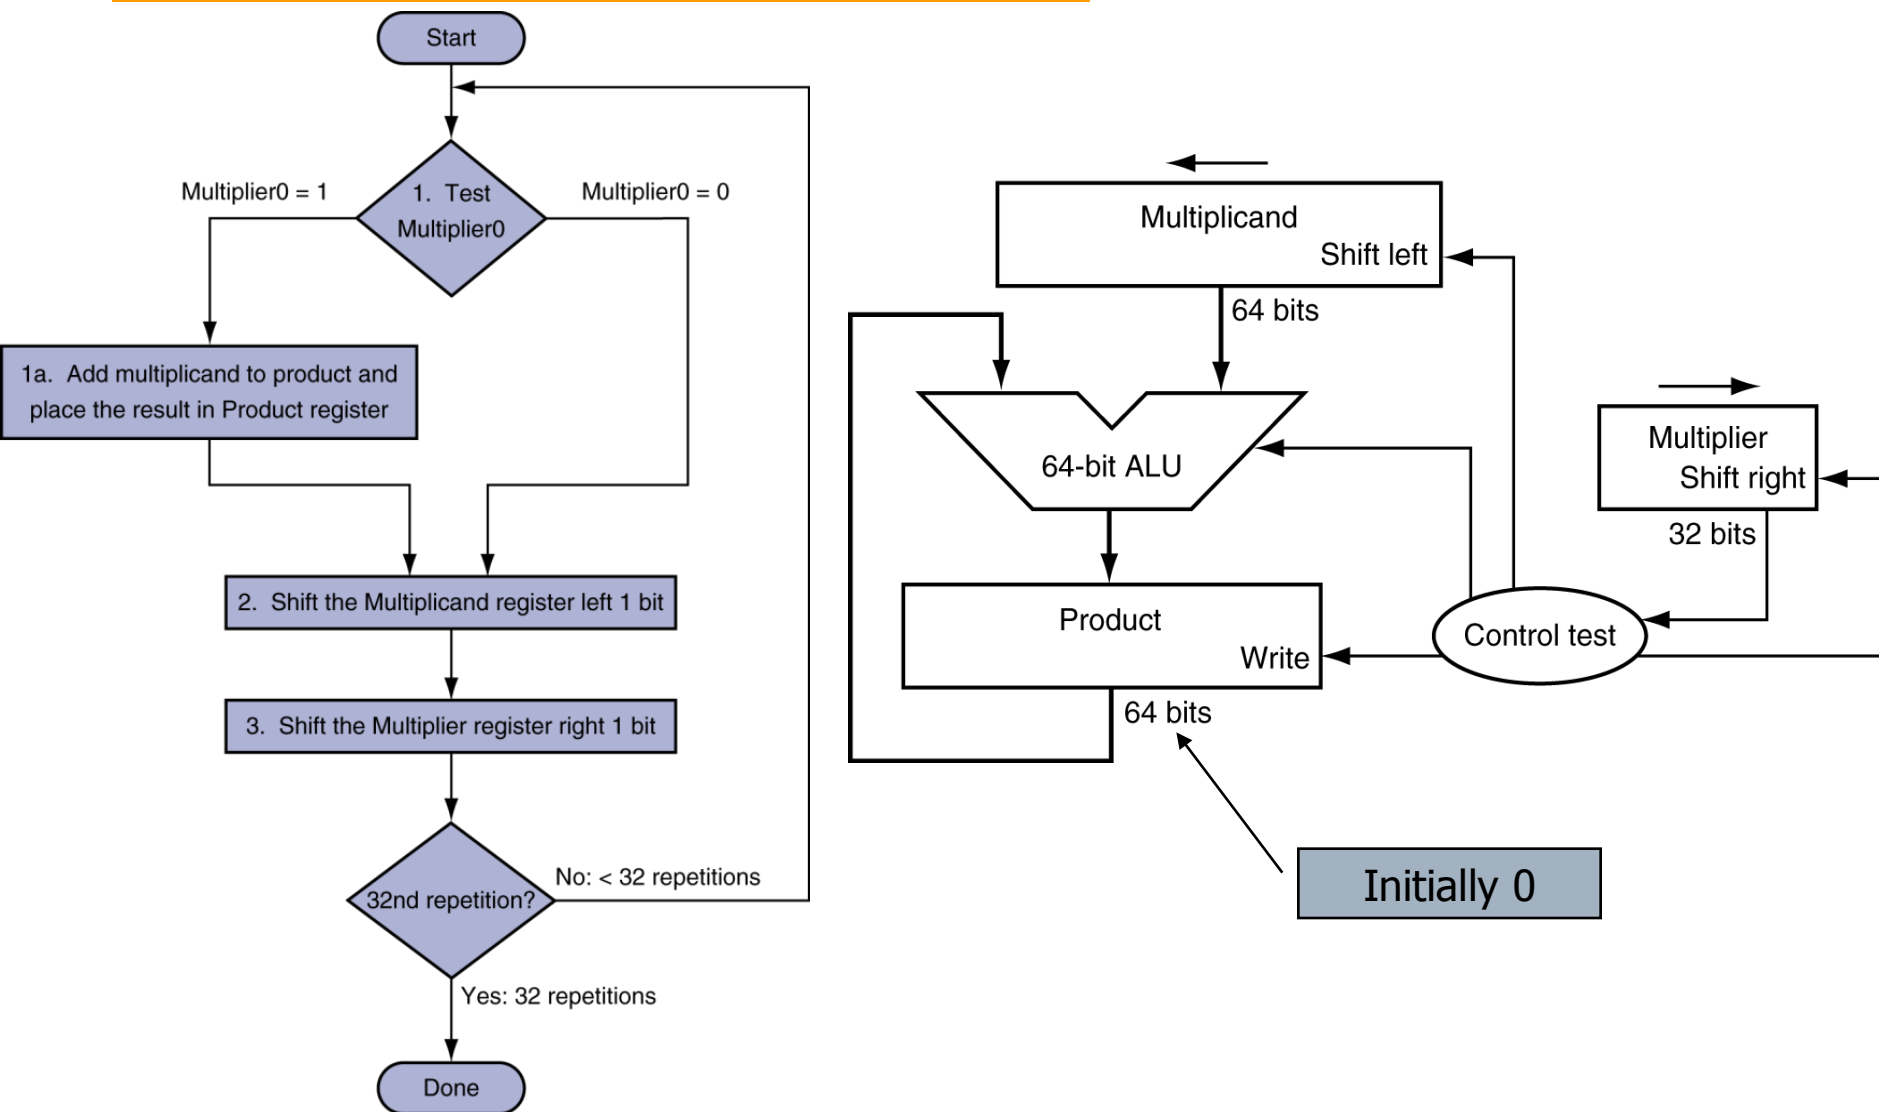 Start
Multiplier0 = 1
1. Test
Multiplier0
Multiplier0 = 0
1a. Add multiplicand to product and
place the result in Product register
2. Shift the Multiplicand register left 1 bit
3. Shift the Multiplier register right 1 bit
32nd repetition?
No: < 32 repetitions
Yes: 32 repetitions
Done
Multiplicand
Shift left
64 bits
64-bit ALU
Multiplier
Shift right
32 bits
Product
Write
Control test
64 bits
Initially 0